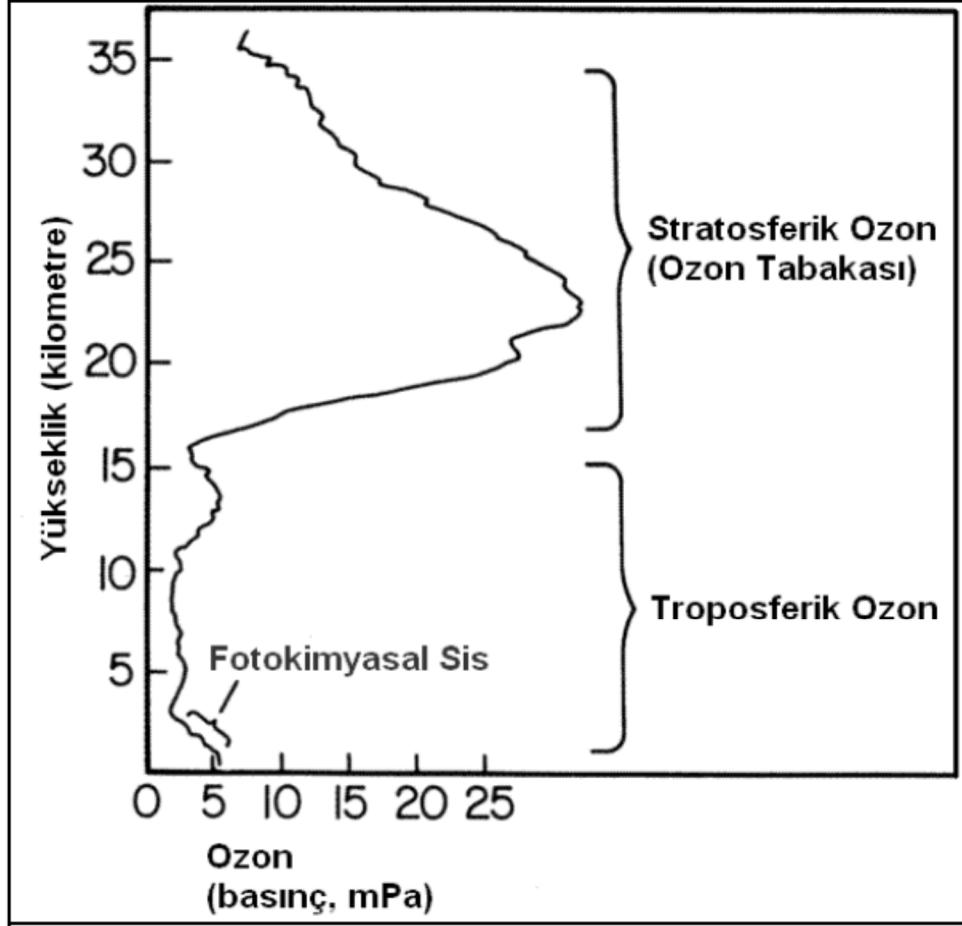 35
30
25
20
15
10
5
Yükseklik (kilometre)
Stratosferik Ozon
(Ozon Tabakası)
Troposferik Ozon
Fotokimyasal Sis
0 5 10 15 20 25
Ozon
(basınç, mPa)